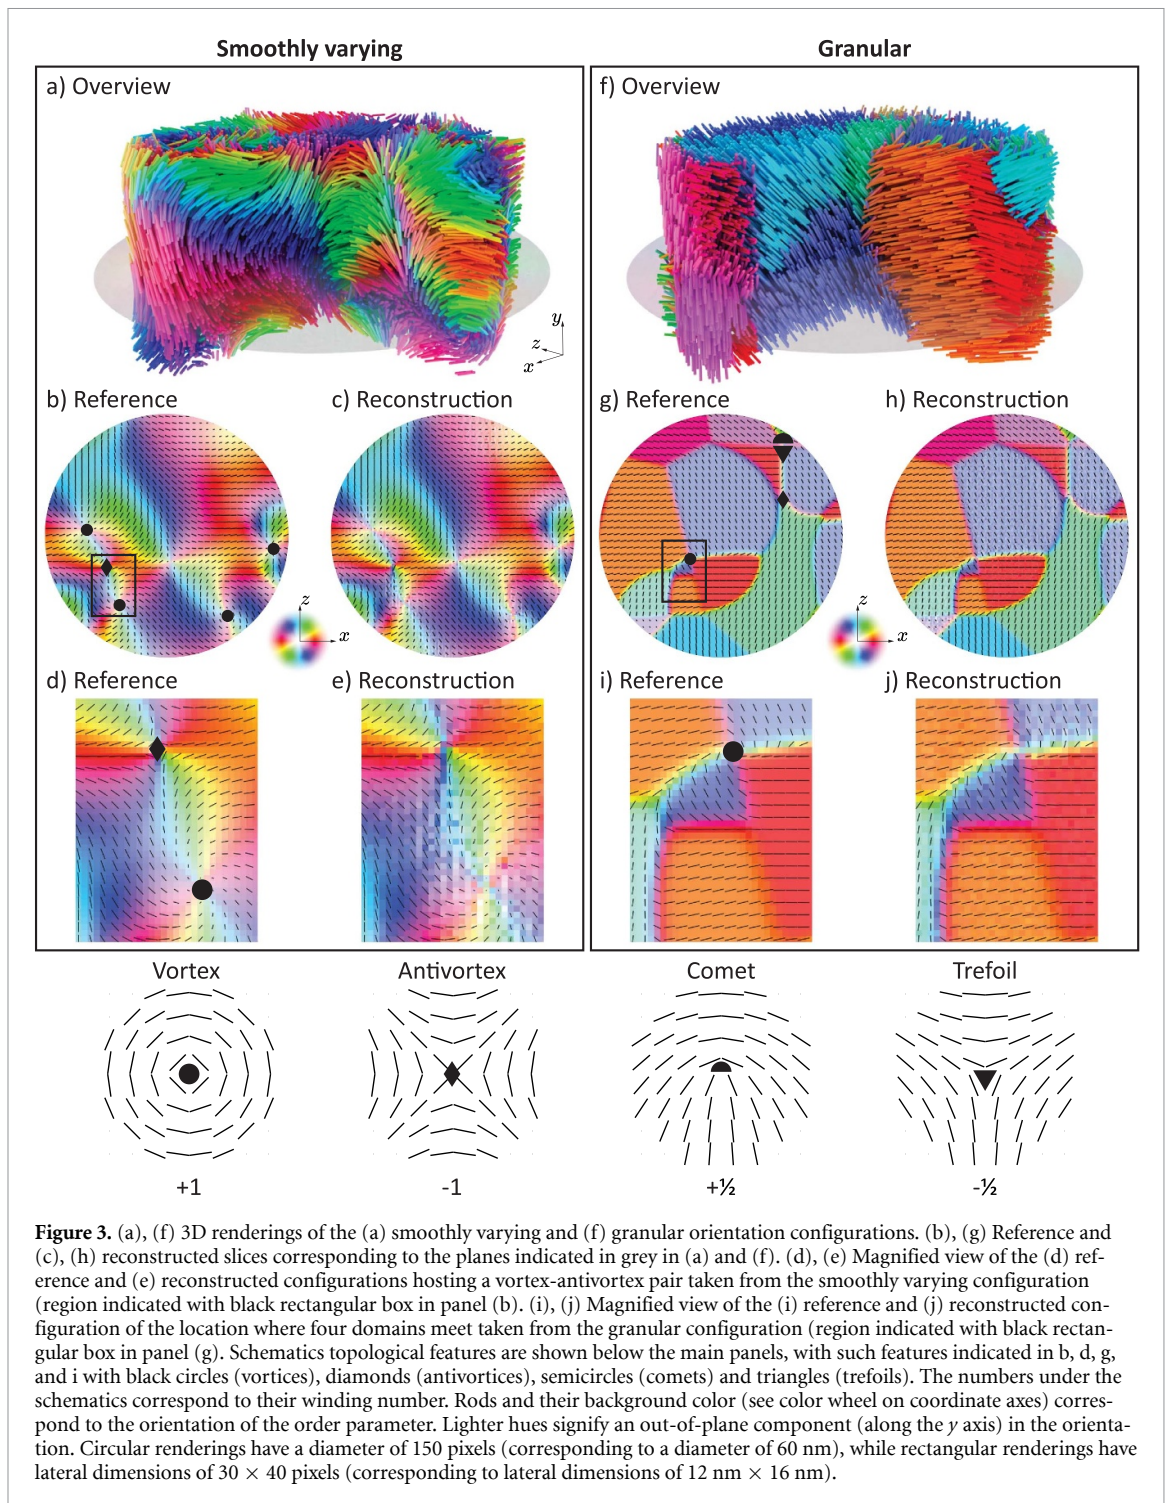 Smoothly varying
Granular
a) Overview
f) Overview
y
z
x
b) Reference
c) Reconstruction
g) Reference
h) Reconstruction
z
x
z
x
d) Reference
e) Reconstruction
i) Reference
j) Reconstruction
Vortex
Antivortex
Comet
Trefoil
+1
-1
+½
-½
Figure 3. (a), (f) 3D renderings of the (a) smoothly varying and (f) granular orientation configurations. (b), (g) Reference and
(c), (h) reconstructed slices corresponding to the planes indicated in grey in (a) and (f). (d), (e) Magnified view of the (d) ref-
erence and (e) reconstructed configurations hosting a vortex-antivortex pair taken from the smoothly varying configuration
(region indicated with black rectangular box in panel (b). (i), (j) Magnified view of the (i) reference and (j) reconstructed con-
figuration of the location where four domains meet taken from the granular configuration (region indicated with black rectan-
gular box in panel (g). Schematics topological features are shown below the main panels, with such features indicated in b, d, g,
and i with black circles (vortices), diamonds (antivortices), semicircles (comets) and triangles (trefoils). The numbers under the
schematics correspond to their winding number. Rods and their background color (see color wheel on coordinate axes) corres-
pond to the orientation of the order parameter. Lighter hues signify an out-of-plane component (along the y axis) in the orienta-
tion. Circular renderings have a diameter of 150 pixels (corresponding to a diameter of 60 nm), while rectangular renderings have
lateral dimensions of 30 × 40 pixels (corresponding to lateral dimensions of 12 nm × 16 nm).